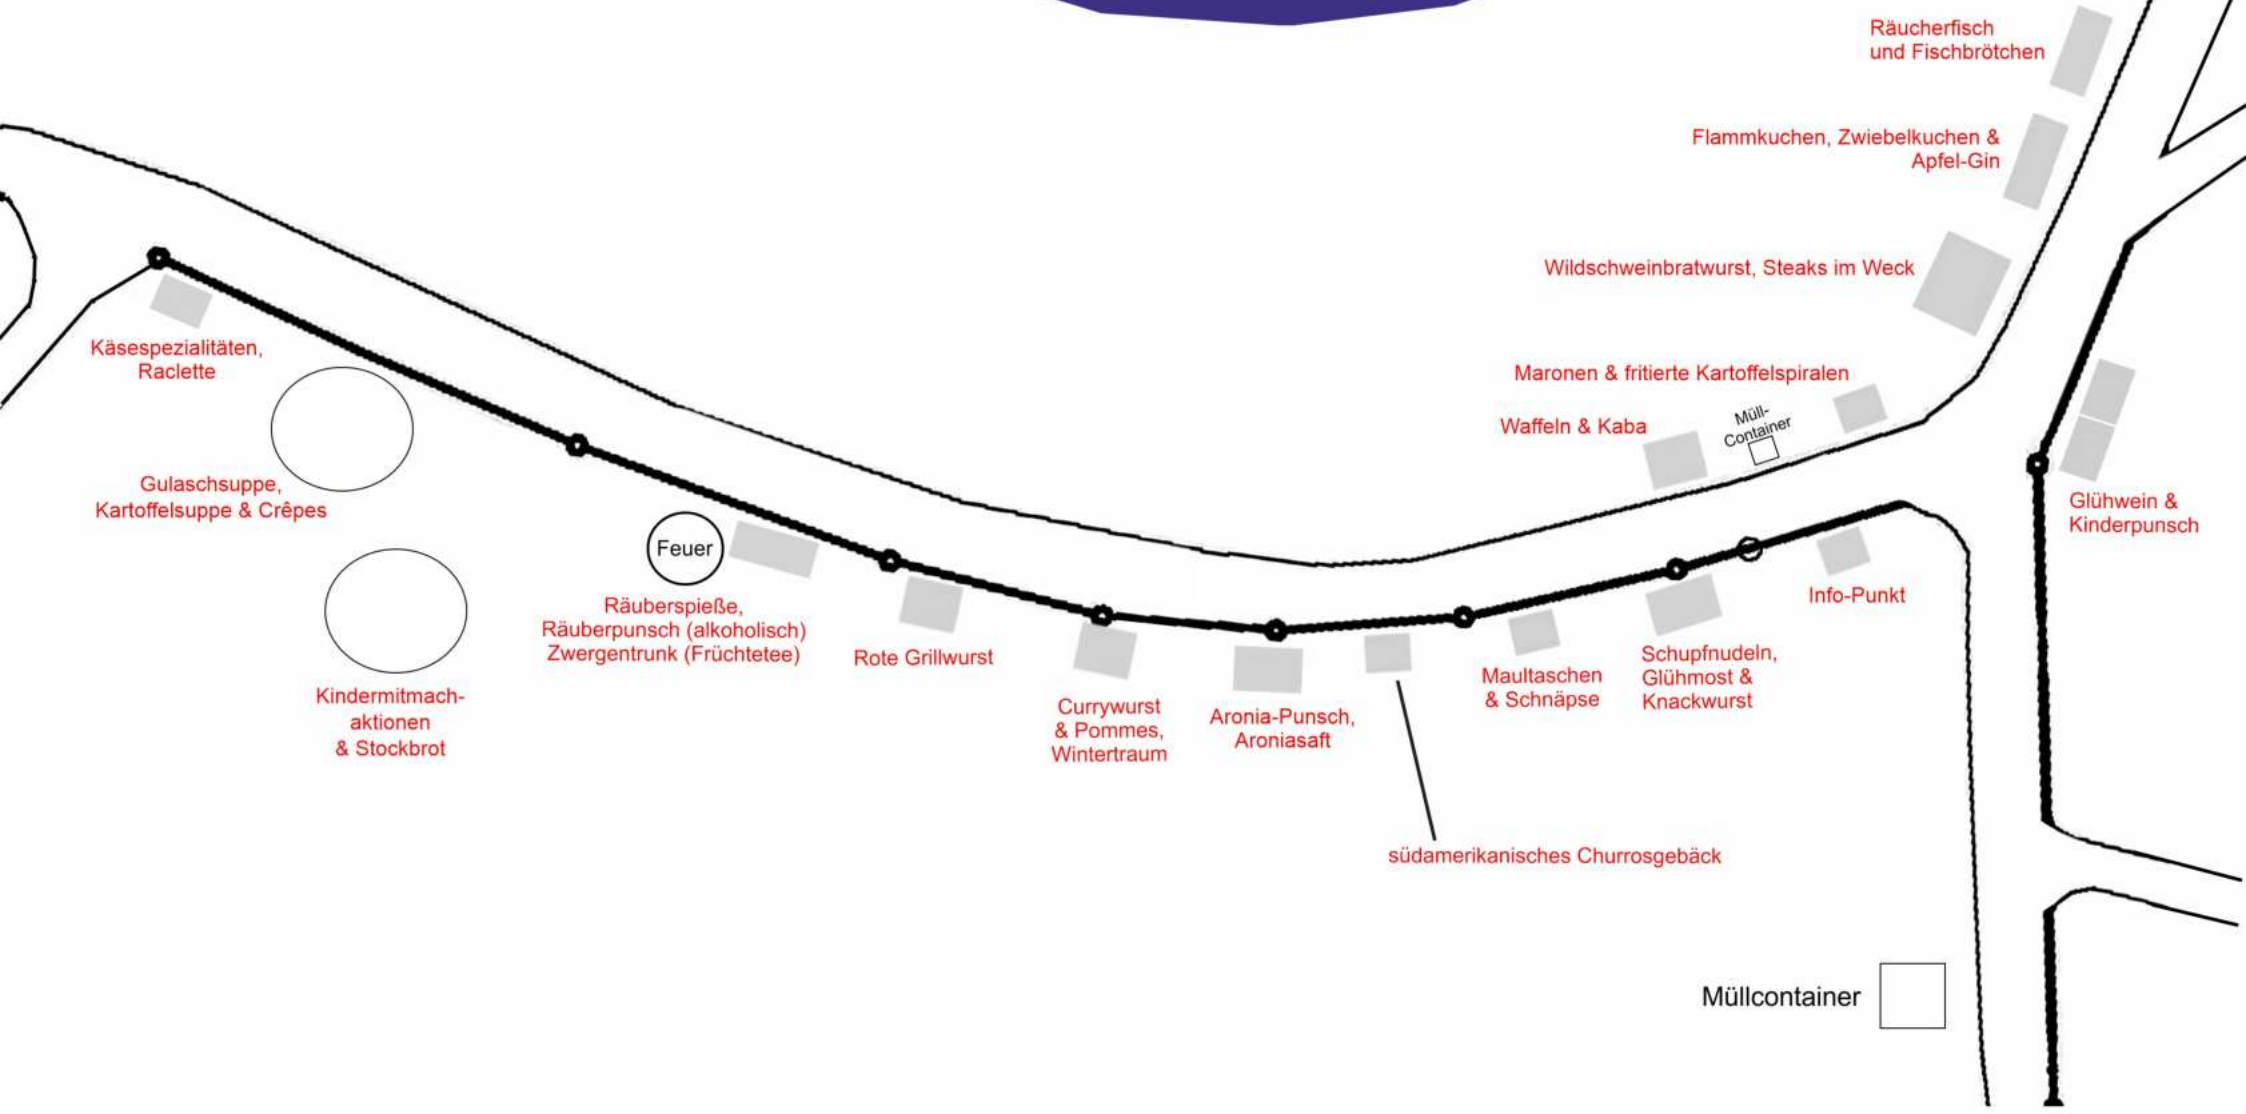 Räucherfisch
und Fischbrötchen
Flammkuchen, Zwiebelkuchen &
Apfel-Gin
Wildschweinbratwurst, Steaks im Weck
Maronen & fritierte Kartoffelspiralen
Müll-
Container
Waffeln & Kaba
Käsespezialitäten,
Raclette
Gulaschsuppe,
Kartoffelsuppe & Crêpes
Glühwein &
Kinderpunsch
Feuer
Räuberspieße,
Räuberpunsch (alkoholisch)
Zwergentrunk (Früchtetee)
Rote Grillwurst
Info-Punkt
Kindermitmach-
aktionen
& Stockbrot
Currywurst
& Pommes,
Wintertraum
Aronia-Punsch,
Aroniasaft
Maultaschen
& Schnäpse
Schupfnudeln,
Glühmost &
Knackwurst
südamerikanisches Churrosgebäck
Müllcontainer